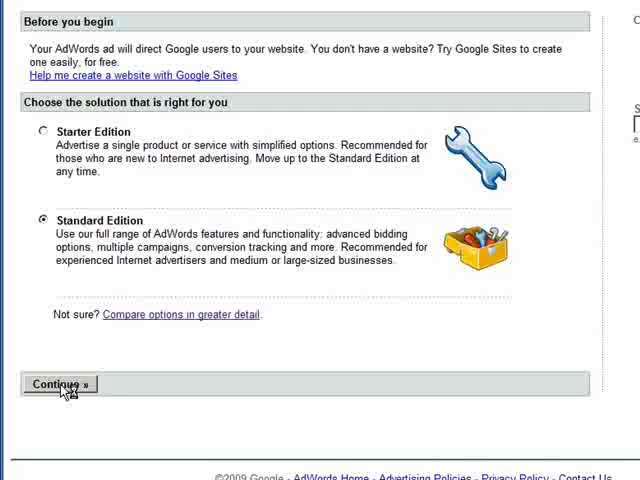 Before you begin
Your AdWords ad will direct Google users to your website. You don't have a website? Try Google Sites to create
one easily, for free.
Help me create a website with Google Sites
Choose the solution that is right for you
Starter Edition
Advertise a single product or service with simplified options. Recommended for
those who are new to Internet advertising. Move up to the Standard Edition at
any time.
Standard Edition
Use our full range of AdWords features and functionality: advanced bidding
options, multiple campaigns, conversion tracking and more. Recommended for
experienced Internet advertisers and medium or large-sized businesses.
Not sure? Compare options in greater detail.
Continue »
©2009 Google - AdWords Home - Advertising Policies - Privacy Policy - Contact Us